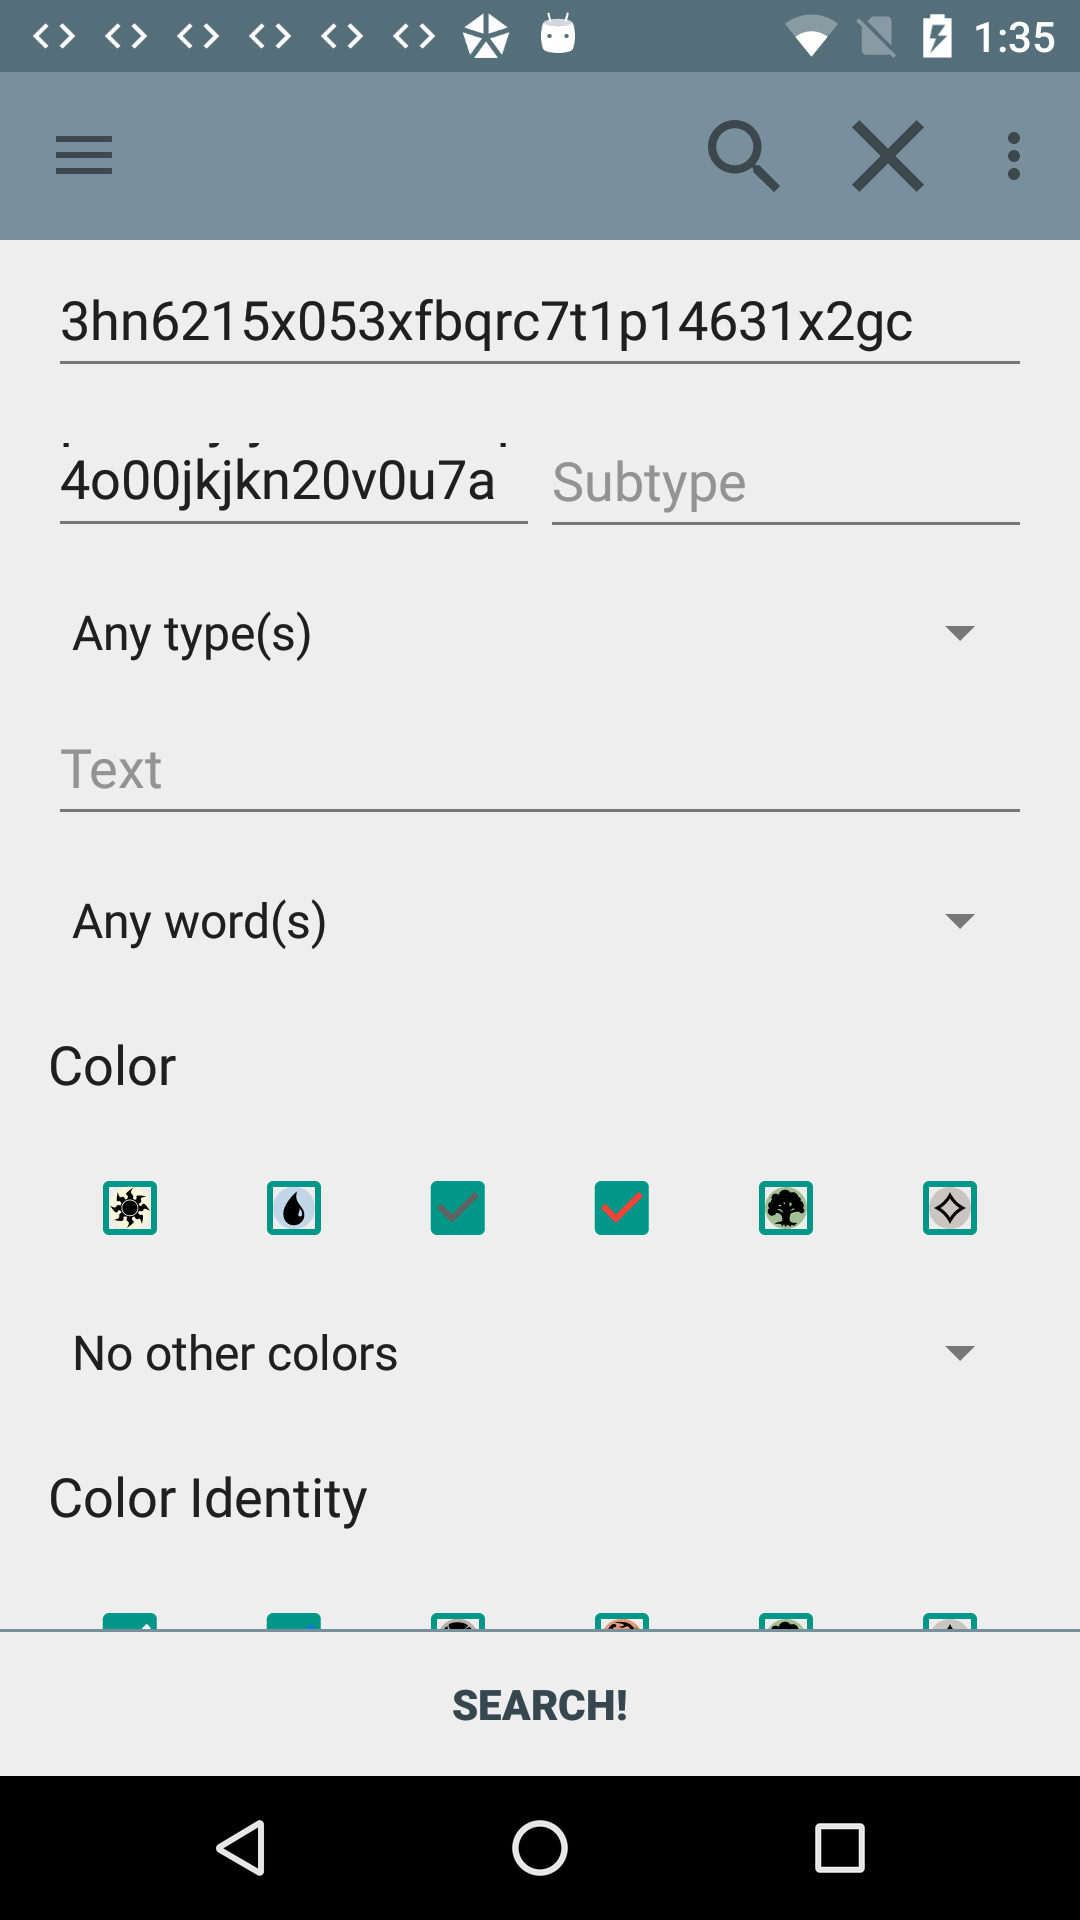 1:35
3hn6215x053xfbqrc7t1p14631x2gc
4o00jkjkn20v0u7a
Subtype
Any type(s)
Text
Any word(s)
Color
No other colors
Color Identity
SEARCH!